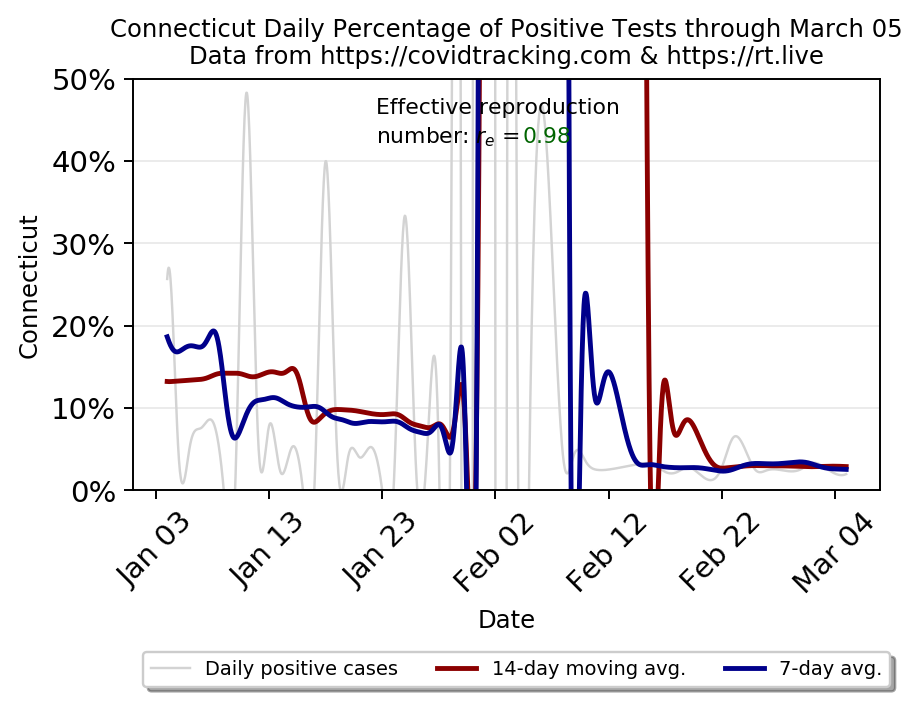 Connecticut Daily Percentage of Positive Tests through March 05
Data from https://covidtracking.com & https://rt.live
50%
40%
30%
20%
10%
0%
Connecticut
Effective reproduction
number: rₑ =0.98
Jan 03
Jan 13
Jan 23
Feb 02
Feb 12
Feb 22
Mar 04
Date
Daily positive cases
14-day moving avg.
7-day avg.